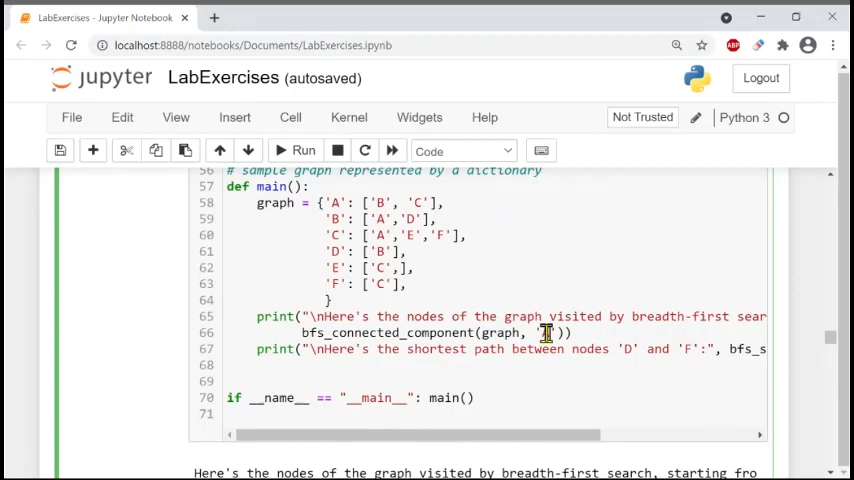 LabExercises - Jupyter Notebook
localhost:8888/notebooks/Documents/LabExercises.ipynb
ABP
jupyter LabExercises (autosaved)
Logout
File Edit View Insert Cell Kernel Widgets Help
Not Trusted
Python 3
Run
Code
56 # sample graph represented by a dictionary
57 def main():
58 graph = {'A': ['B', 'C'],
59 'B': ['A','D'],
60 'C': ['A','E','F'],
61 'D': ['B'],
62 'E': ['C',],
63 'F': ['C'],
64 }
65 print("\nHere's the nodes of the graph visited by breadth-first sear
66 bfs_connected_component(graph, 'A'))
67 print("\nHere's the shortest path between nodes 'D' and 'F':", bfs_s
68
69
70 if __name__ == "__main__": main()
71
Here's the nodes of the graph visited by breadth-first search, starting fro